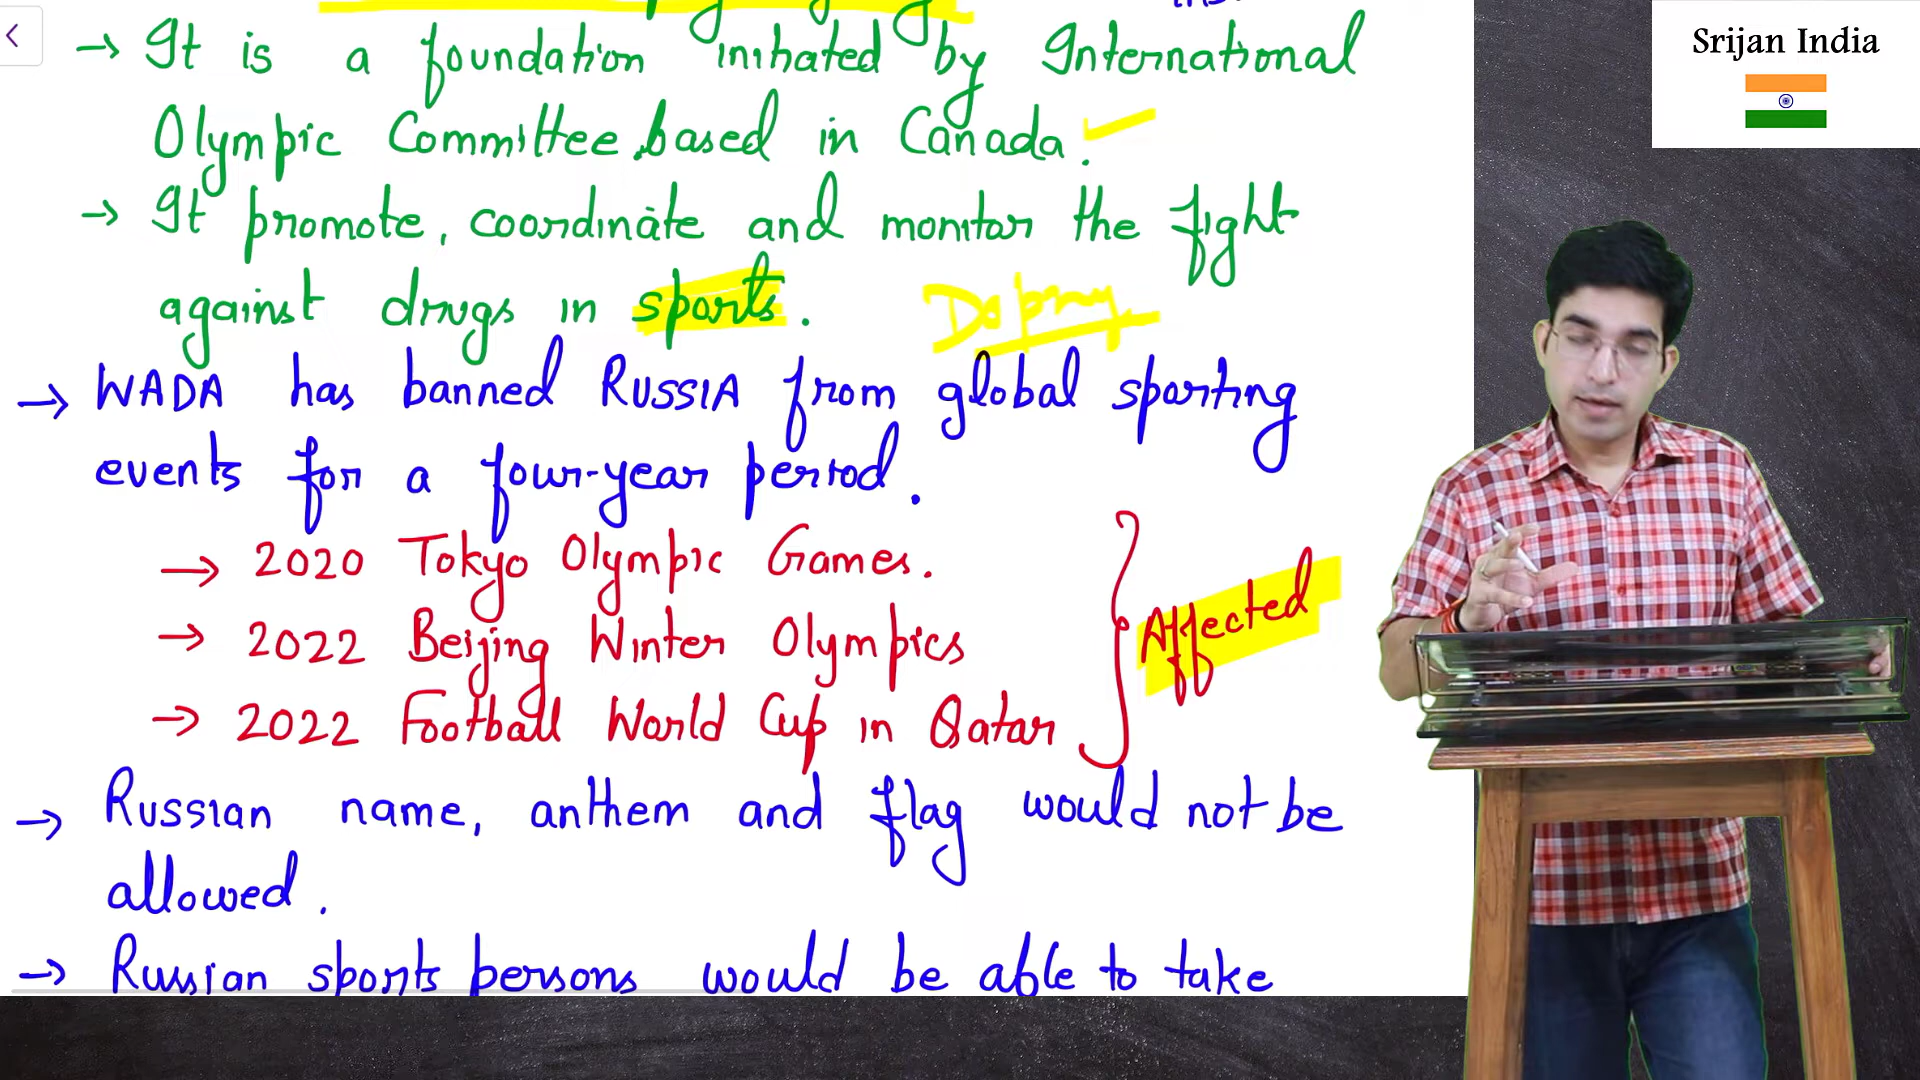 → It is a foundation initiated by International
Olympic Committee, based in Canada.
→ It promote, coordinate and monitor the fight
against drugs in sports.
→ WADA has banned RUSSIA from global sporting
events for a four-year period.
→ 2020 Tokyo Olympic Games.
→ 2022 Beijing Winter Olympics
→ 2022 Football World Cup in Qatar
Affected
→ Russian name, anthem and flag would not be
allowed.
→ Russian sports persons would be able to take
Srijan India